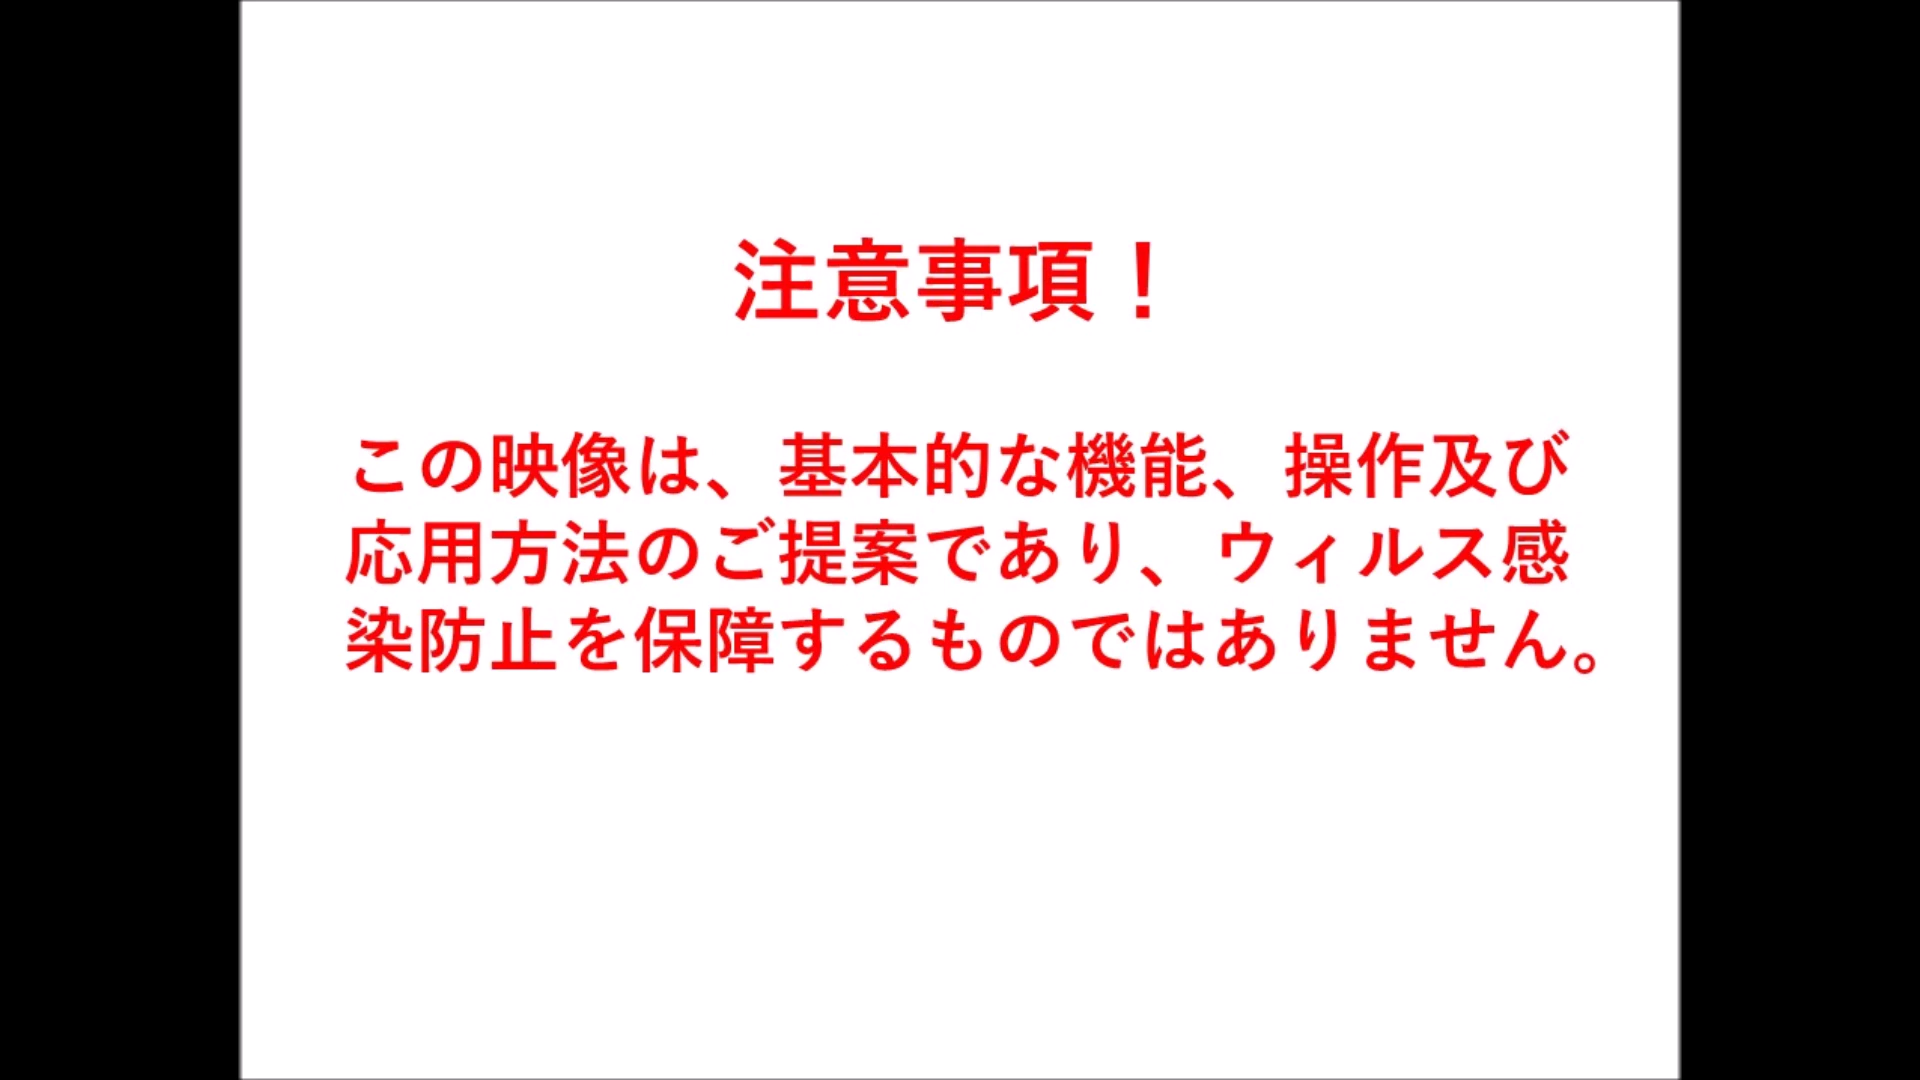 注意事項！
この映像は、基本的な機能、操作及び
応用方法のご提案であり、ウィルス感
染防止を保障するものではありません。